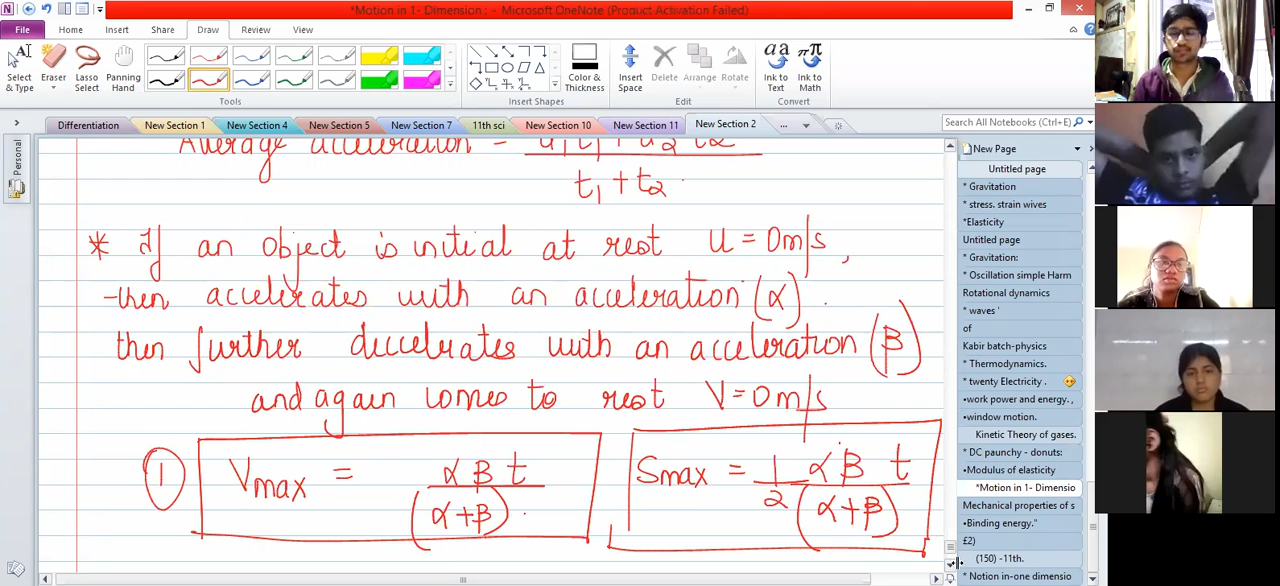 *Motion in 1- Dimension : - Microsoft OneNote (Product Activation Failed)
File Home Insert Share Draw Review View
Select & Type
Eraser
Lasso Select
Panning Hand
Color & Thickness
Insert Space
Delete
Arrange
Rotate
Ink to Text
Ink to Math
Tools
Insert Shapes
Edit
Convert
Differentiation New Section 1 New Section 4 New Section 5 New Section 7 11th sci New Section 10 New Section 11 New Section 2 ...
Search All Notebooks (Ctrl+E)
Personal
Average acceleration =
t₁ + t₂
* If an object is initial at rest U = 0m/s,
then accelerates with an acceleration (α).
then further deccelrates with an acceleration (β)
and again comes to rest V=0m/s
① Vmax = αβt / (α+β)
Smax = 1/2 αβt / (α+β)
New Page
Untitled page
* Gravitation
* stress. strain wives
*Elasticity
Untitled page
* Gravitation:
* Oscillation simple Harm
Rotational dynamics
* waves '
of
Kabir batch-physics
* Thermodynamics.
* twenty Electricity .
•work power and energy. ,
•window motion.
Kinetic Theory of gases.
* DC paunchy - donuts:
•Modulus of elasticity
*Motion in 1- Dimensio
Mechanical properties of s
•Binding energy."
£2)
(150) -11th.
* Notion in-one dimensio